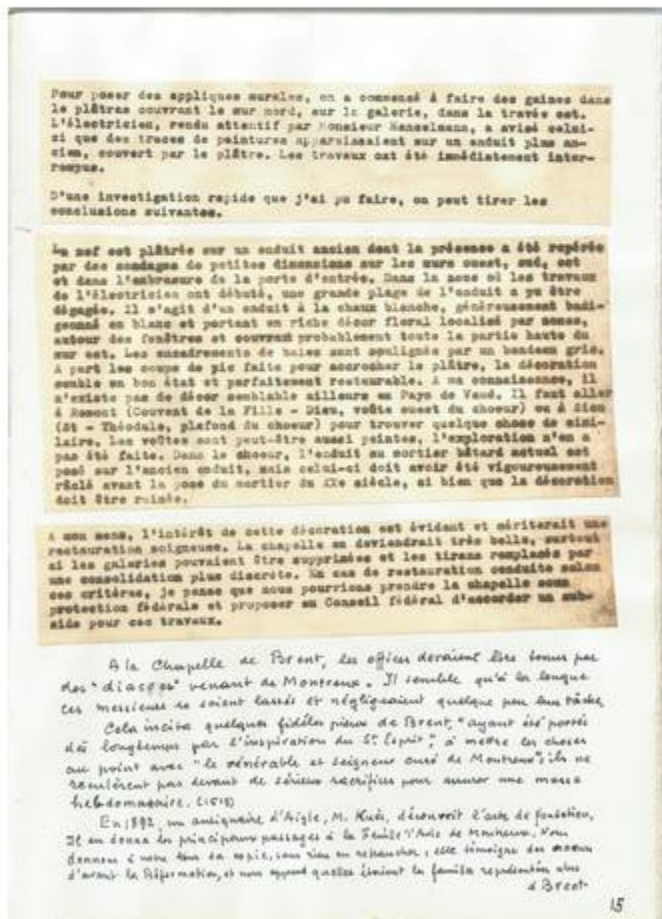 Pour poser des appliques murales, on a commencé à faire des gaines dans
le plâtras couvrant le mur nord, sur la galerie, dans la travée est.
L'électricien, rendu attentif par Monsieur Hanselmann, a avisé celui-
ci que des traces de peintures apparaissaient sur un enduit plus an-
cien, couvert par le plâtre. Les travaux ont été immédiatement inter-
rompus.
D'une investigation rapide que j'ai pu faire, on peut tirer les
conclusions suivantes.
La nef est plâtrée sur un enduit ancien dont la présence a été repérée
par des sondages de petites dimensions sur les murs ouest, sud, est
et dans l'embrasure de la porte d'entrée. Dans la zone où les travaux
de l'électricien ont débuté, une grande plage de l'enduit a pu être
dégagée. Il s'agit d'un enduit à la chaux blanche, généreusement badi-
geonné en blanc et portant un riche décor floral localisé par zones,
autour des fenêtres et couvrant probablement toute la partie haute du
mur est. Les encadrements de baies sont soulignés par un bandeau gris.
A part les coups de pic faits pour accrocher le plâtre, la décoration
semble en bon état et parfaitement restaurable. A ma connaissance, il
n'existe pas de décor semblable ailleurs en Pays de Vaud. Il faut aller
à Romont (Couvent de la Fille - Dieu, voûte ouest du choeur) ou à Sion
(St - Théodule, plafond du choeur) pour trouver quelque chose de simi-
laire. Les voûtes sont peut-être aussi peintes, l'exploration n'en a
pas été faite. Dans le choeur, l'enduit au mortier bâtard actuel est
posé sur l'ancien enduit, mais celui-ci doit avoir été vigoureusement
râclé avant la pose du mortier du XXe siècle, si bien que la décoration
doit être ruinée.
A mon sens, l'intérêt de cette décoration est évident et mériterait une
restauration soigneuse. La chapelle en deviendrait très belle, surtout
si les galeries pouvaient être supprimées et les tirans remplacés par
une consolidation plus discrète. En cas de restauration conduite selon
ces critères, je pense que nous pourrions prendre la chapelle sous
protection fédérale et proposer au Conseil fédéral d'accorder un sub-
side pour ces travaux.
A la Chapelle de Brent, les offices devaient être tenus par
des "diacres" venant de Montreux. Il semble qu'à la longue
ces messieurs se soient lassés et négligeaient quelque peu leur tâche.
Cela incita quelques fidèles pieux de Brent, "ayant été portés
dès longtemps par l'inspiration du St Esprit", à mettre les choses
au point avec "le vénérable et seigneur curé de Montreux"; ils ne
reculèrent pas devant de sérieux sacrifices pour assurer une messe
hebdomadaire. (1518)
En 1892, un antiquaire d'Aigle, M. , découvrit l'acte de fondation.
Il en donna les principaux passages à la Feuille d'Avis de Montreux. Nous
donnons à notre tour sa copie, sans rien en retrancher; elle témoigne des moeurs
d'avant la Réformation, et nous apprend quelles étaient les familles représentées alors
à Brent
15